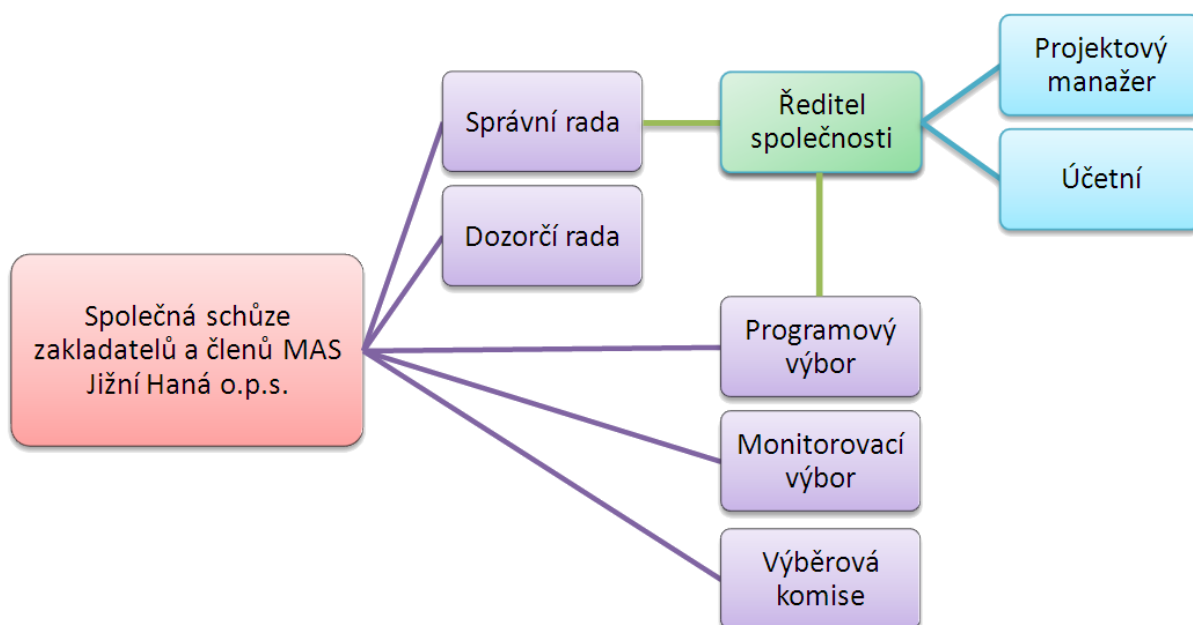 Společná schůze
zakladatelů a členů MAS
Jižní Haná o.p.s.
Správní rada
Dozorčí rada
Ředitel
společnosti
Projektový
manažer
Účetní
Programový
výbor
Monitorovací
výbor
Výběrová
komise